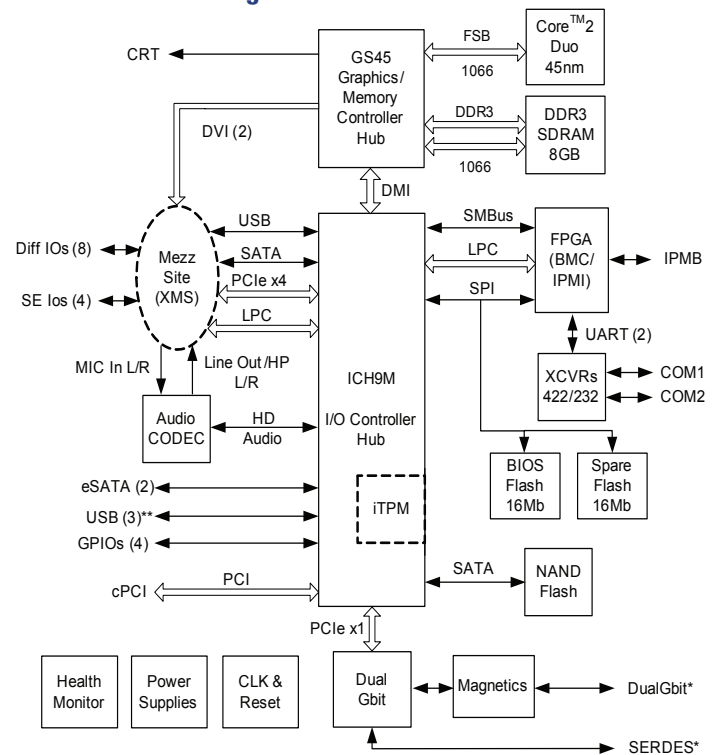 CRT
GS45
Graphics/
Memory
Controller
Hub
FSB
1066
Core™2
Duo
45nm
DDR3
1066
DDR3
SDRAM
8GB
DVI (2)
DMI
Diff IOs (8)
SE Ios (4)
Mezz
Site
(XMS)
USB
SATA
PCIe x4
LPC
MIC In L/R
Line Out/HP
L/R
Audio
CODEC
HD
Audio
ICH9M
I/O Controller
Hub
iTPM
SMBus
LPC
SPI
FPGA
(BMC/
IPMI)
IPMB
UART (2)
XCVRs
422/232
COM1
COM2
BIOS
Flash
16Mb
Spare
Flash
16Mb
eSATA (2)
USB (3)**
GPIOs (4)
cPCI
PCI
SATA
NAND
Flash
PCIe x1
Health
Monitor
Power
Supplies
CLK &
Reset
Dual
Gbit
Magnetics
DualGbit*
SERDES*